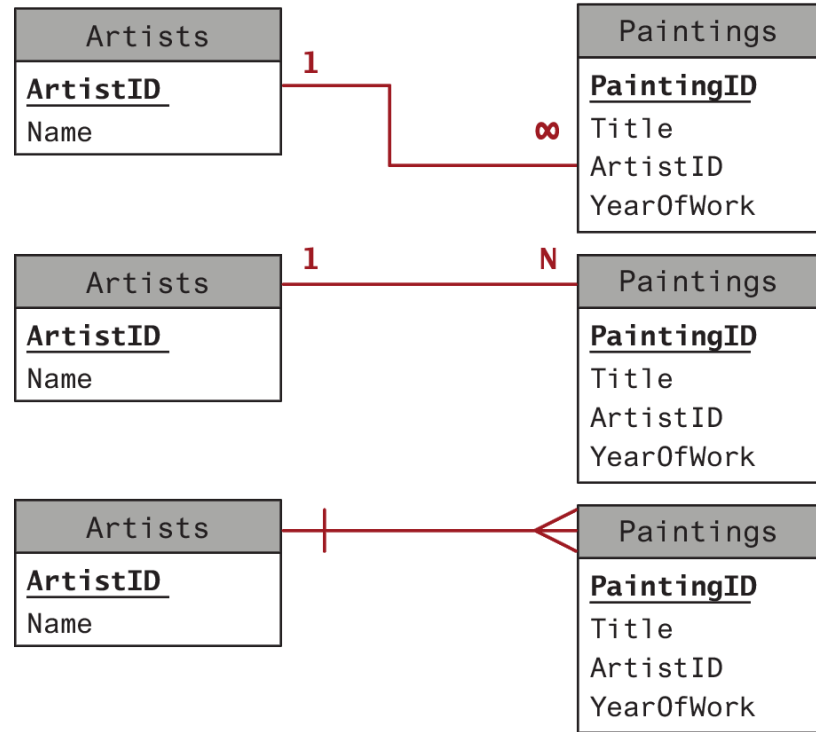 Artists
ArtistID
Name
1
∞
Paintings
PaintingID
Title
ArtistID
YearOfWork
Artists
ArtistID
Name
1
N
Paintings
PaintingID
Title
ArtistID
YearOfWork
Artists
ArtistID
Name
Paintings
PaintingID
Title
ArtistID
YearOfWork